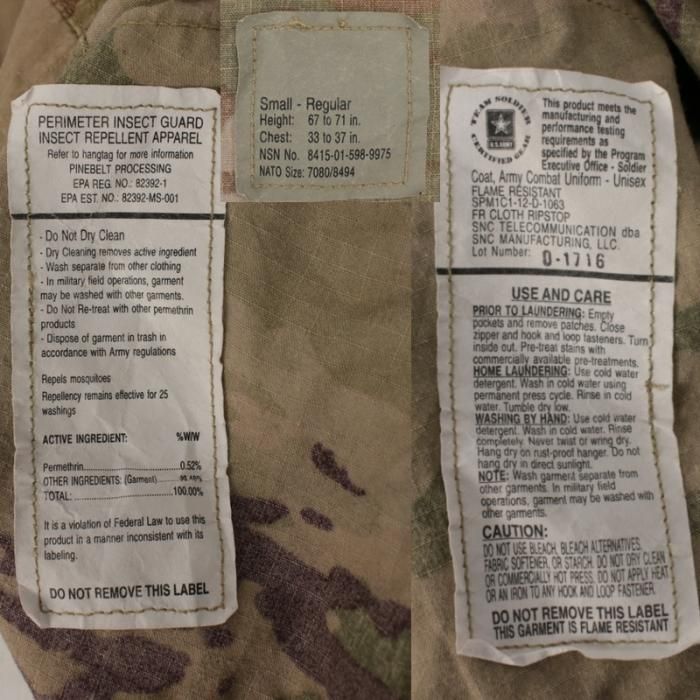 PERIMETER INSECT GUARD
INSECT REPELLENT APPAREL
Refer to hangtag for more information
PINEBELT PROCESSING
EPA REG. NO.: 82392-1
EPA EST. NO.: 82392-MS-001
- Do Not Dry Clean
- Dry Cleaning removes active ingredient
- Wash separate from other clothing
- In military field operations, garment
may be washed with other garments.
- Do Not Re-treat with other permethrin
products
- Dispose of garment in trash in
accordance with Army regulations
Repels mosquitoes
Repellency remains effective for 25
washings
ACTIVE INGREDIENT: %W/W
Permethrin 0.52%
OTHER INGREDIENTS: (Garment)
TOTAL: 100.00%
It is a violation of Federal Law to use this
product in a manner inconsistent with its
labeling.
DO NOT REMOVE THIS LABEL
Small - Regular
Height: 67 to 71 in.
Chest: 33 to 37 in.
NSN No. 8415-01-598-9975
NATO Size: 7080/8494
TEAM SOLDIER
U.S. ARMY
CERTIFIED GEAR
This product meets the
manufacturing and
performance testing
requirements as
specified by the Program
Executive Office - Soldier
Coat, Army Combat Uniform - Unisex
FLAME RESISTANT
SPM1C1-12-D-1063
FR CLOTH RIPSTOP
SNC TELECOMMUNICATION dba
SNC MANUFACTURING, LLC.
Lot Number: 0-1716
USE AND CARE
PRIOR TO LAUNDERING: Empty
pockets and remove patches. Close
zipper and hook and loop fasteners. Turn
inside out. Pre-treat stains with
commercially available pre-treatments.
HOME LAUNDERING: Use cold water
detergent. Wash in cold water using
permanent press cycle. Rinse in cold
water. Tumble dry low.
WASHING BY HAND: Use cold water
detergent. Wash in cold water. Rinse
completely. Never twist or wring dry.
Hang dry on rust-proof hanger. Do not
hang dry in direct sunlight.
NOTE: Wash garment separate from
other garments. In military field
operations, garment may be washed with
other garments.
CAUTION:
DO NOT USE BLEACH, BLEACH ALTERNATIVES,
FABRIC SOFTENER, OR STARCH. DO NOT DRY CLEAN
OR COMMERCIALLY HOT PRESS. DO NOT APPLY HEAT
OR AN IRON TO ANY HOOK AND LOOP FASTENER.
DO NOT REMOVE THIS LABEL
THIS GARMENT IS FLAME RESISTANT